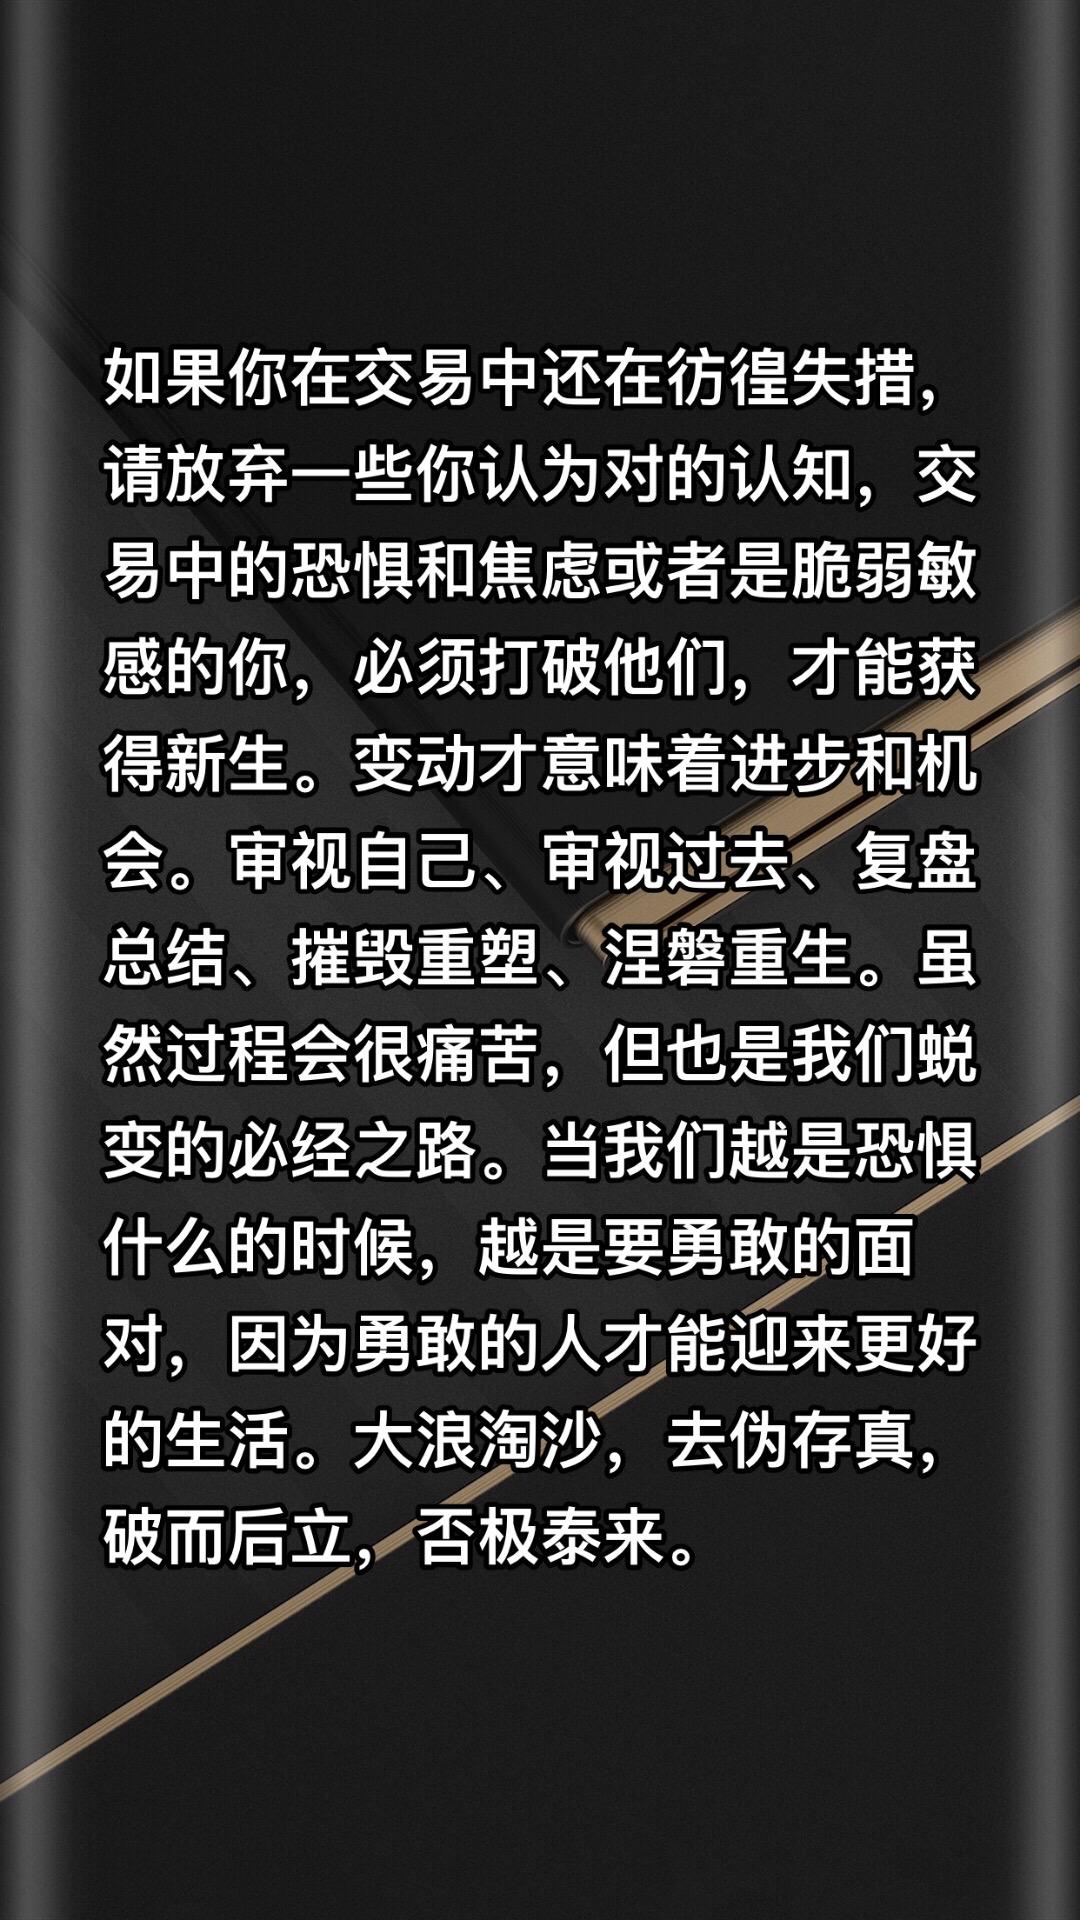 如果你在交易中还在彷徨失措，
请放弃一些你认为对的认知，交
易中的恐惧和焦虑或者是脆弱敏
感的你，必须打破他们，才能获
得新生。变动才意味着进步和机
会。审视自己、审视过去、复盘
总结、摧毁重塑、涅磐重生。虽
然过程会很痛苦，但也是我们蜕
变的必经之路。当我们越是恐惧
什么的时候，越是要勇敢的面
对，因为勇敢的人才能迎来更好
的生活。大浪淘沙，去伪存真，
破而后立，否极泰来。